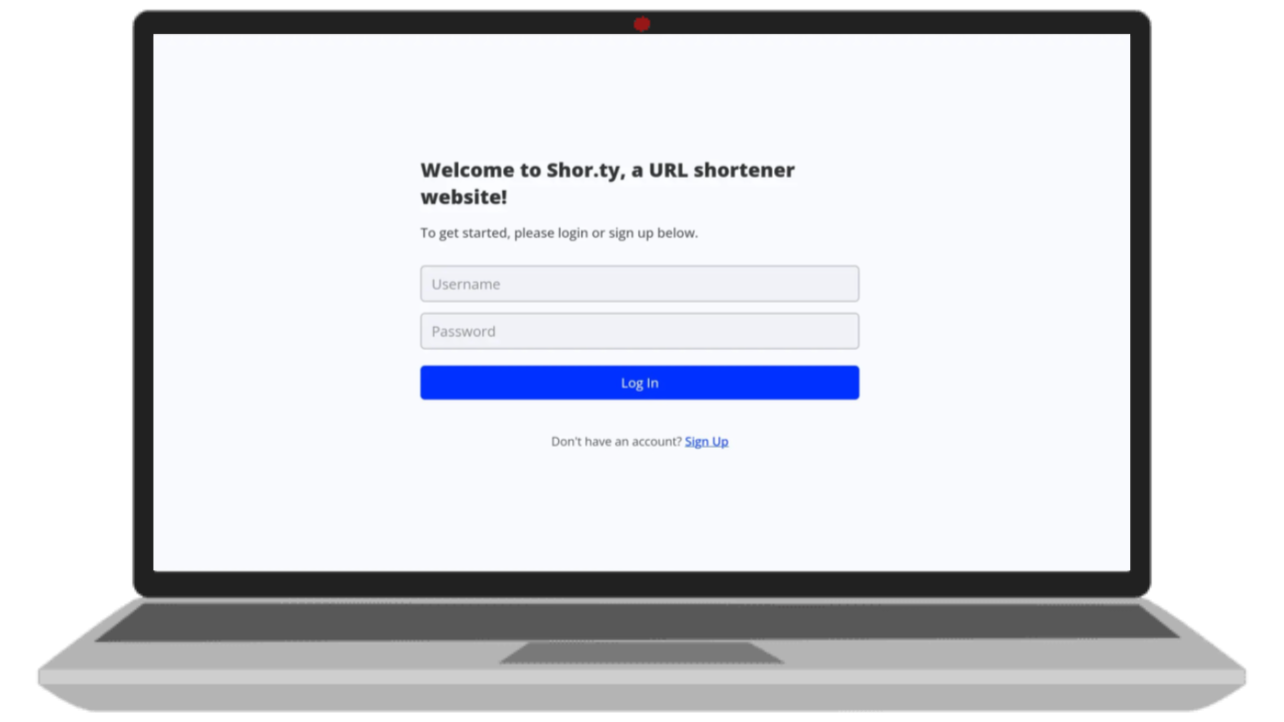 Welcome to Shor.ty, a URL shortener
website!
To get started, please login or sign up below.
Username
Password
Log In
Don't have an account? Sign Up